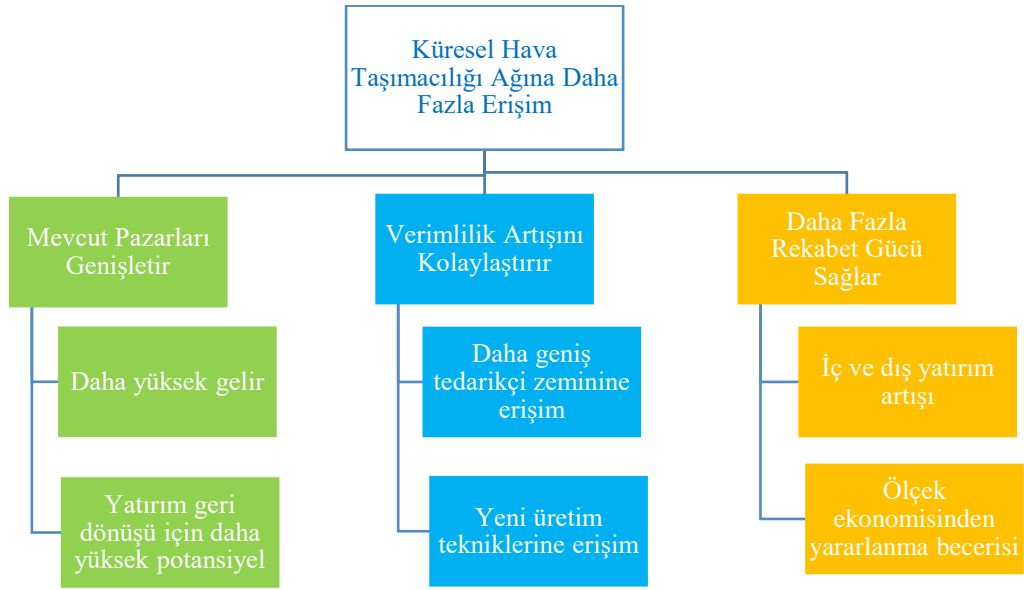 Küresel Hava
Taşımacılığı Ağına Daha
Fazla Erişim
Mevcut Pazarları
Genişletir
Daha yüksek gelir
Yatırım geri
dönüşü için daha
yüksek potansiyel
Verimlilik Artışını
Kolaylaştırır
Daha geniş
tedarikçi zeminine
erişim
Yeni üretim
tekniklerine erişim
Daha Fazla
Rekabet Gücü
Sağlar
İç ve dış yatırım
artışı
Ölçek
ekonomisinden
yararlanma becerisi